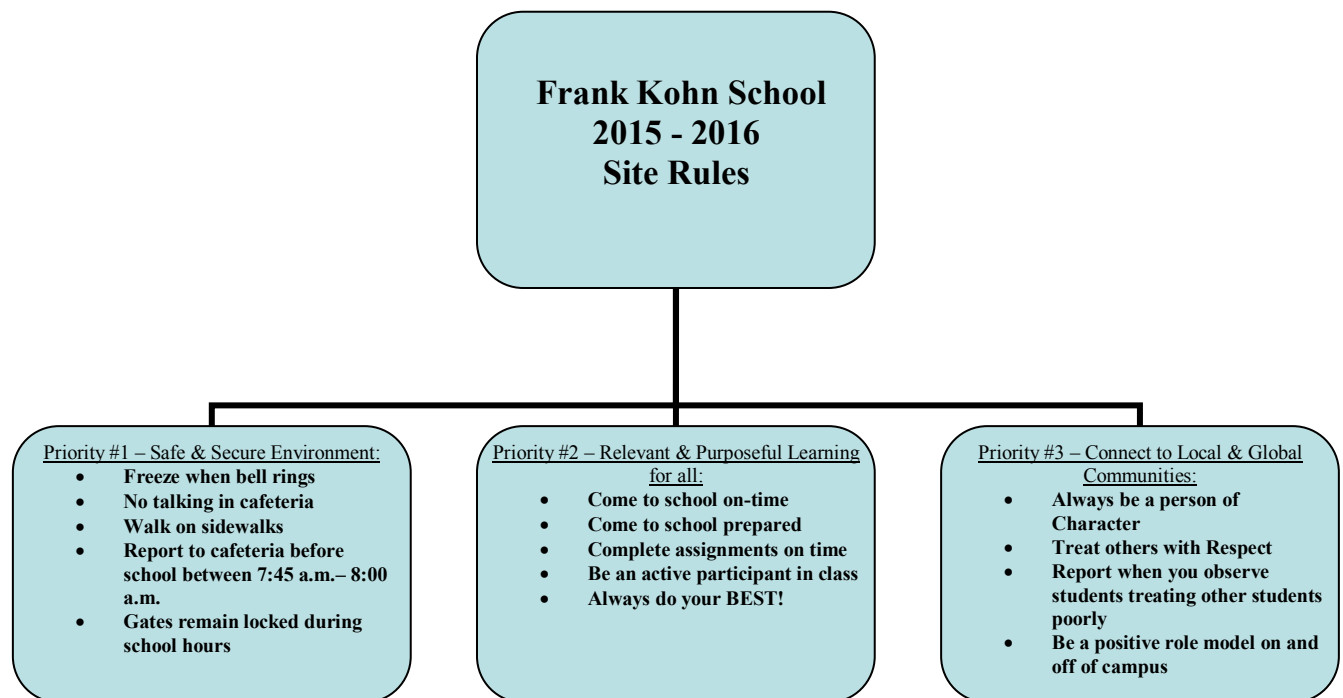 Frank Kohn School
2015 - 2016
Site Rules
Priority #1 – Safe & Secure Environment:
• Freeze when bell rings
• No talking in cafeteria
• Walk on sidewalks
• Report to cafeteria before
school between 7:45 a.m.– 8:00
a.m.
• Gates remain locked during
school hours
Priority #2 – Relevant & Purposeful Learning
for all:
• Come to school on-time
• Come to school prepared
• Complete assignments on time
• Be an active participant in class
• Always do your BEST!
Priority #3 – Connect to Local & Global
Communities:
• Always be a person of
Character
• Treat others with Respect
• Report when you observe
students treating other students
poorly
• Be a positive role model on and
off of campus